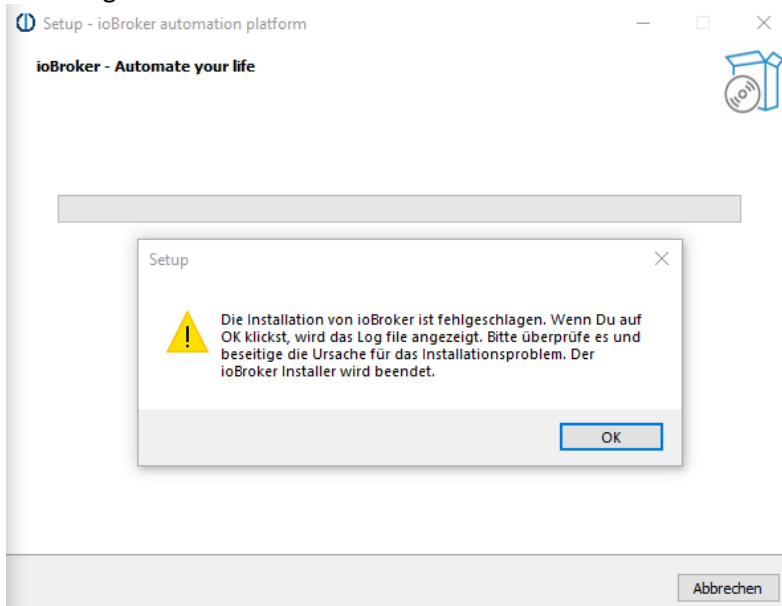 Setup - ioBroker automation platform
ioBroker - Automate your life
Setup
Die Installation von ioBroker ist fehlgeschlagen. Wenn Du auf
OK klickst, wird das Log file angezeigt. Bitte überprüfe es und
beseitige die Ursache für das Installationsproblem. Der
ioBroker Installer wird beendet.
OK
Abbrechen